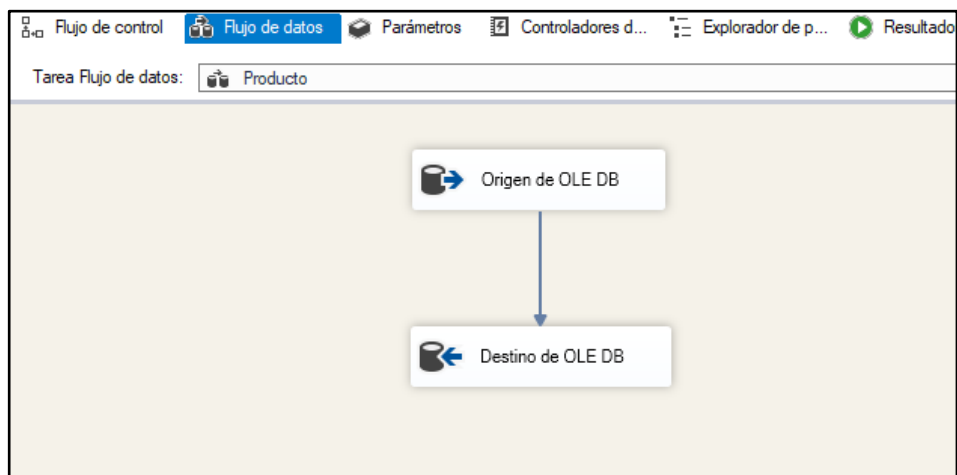 Flujo de control Flujo de datos Parámetros Controladores d... Explorador de p... Resultado
Tarea Flujo de datos: Producto
Origen de OLE DB
Destino de OLE DB